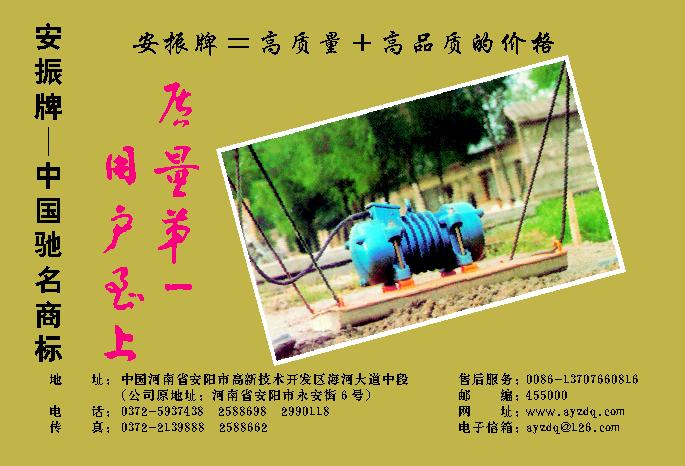 安振牌＝高质量＋高品质的价格
安振牌—中国驰名商标
质量第一
用户至上
地　　址：中国河南省安阳市高新技术开发区海河大道中段
（公司原地址：河南省安阳市永安街6号）
电　　话：0372-5937438　2588698　2990118
传　　真：0372-2139888　2588662
售后服务：0086-13707660816
邮　　编：455000
网　　址：www.ayzdq.com
电子信箱：ayzdq@126.com